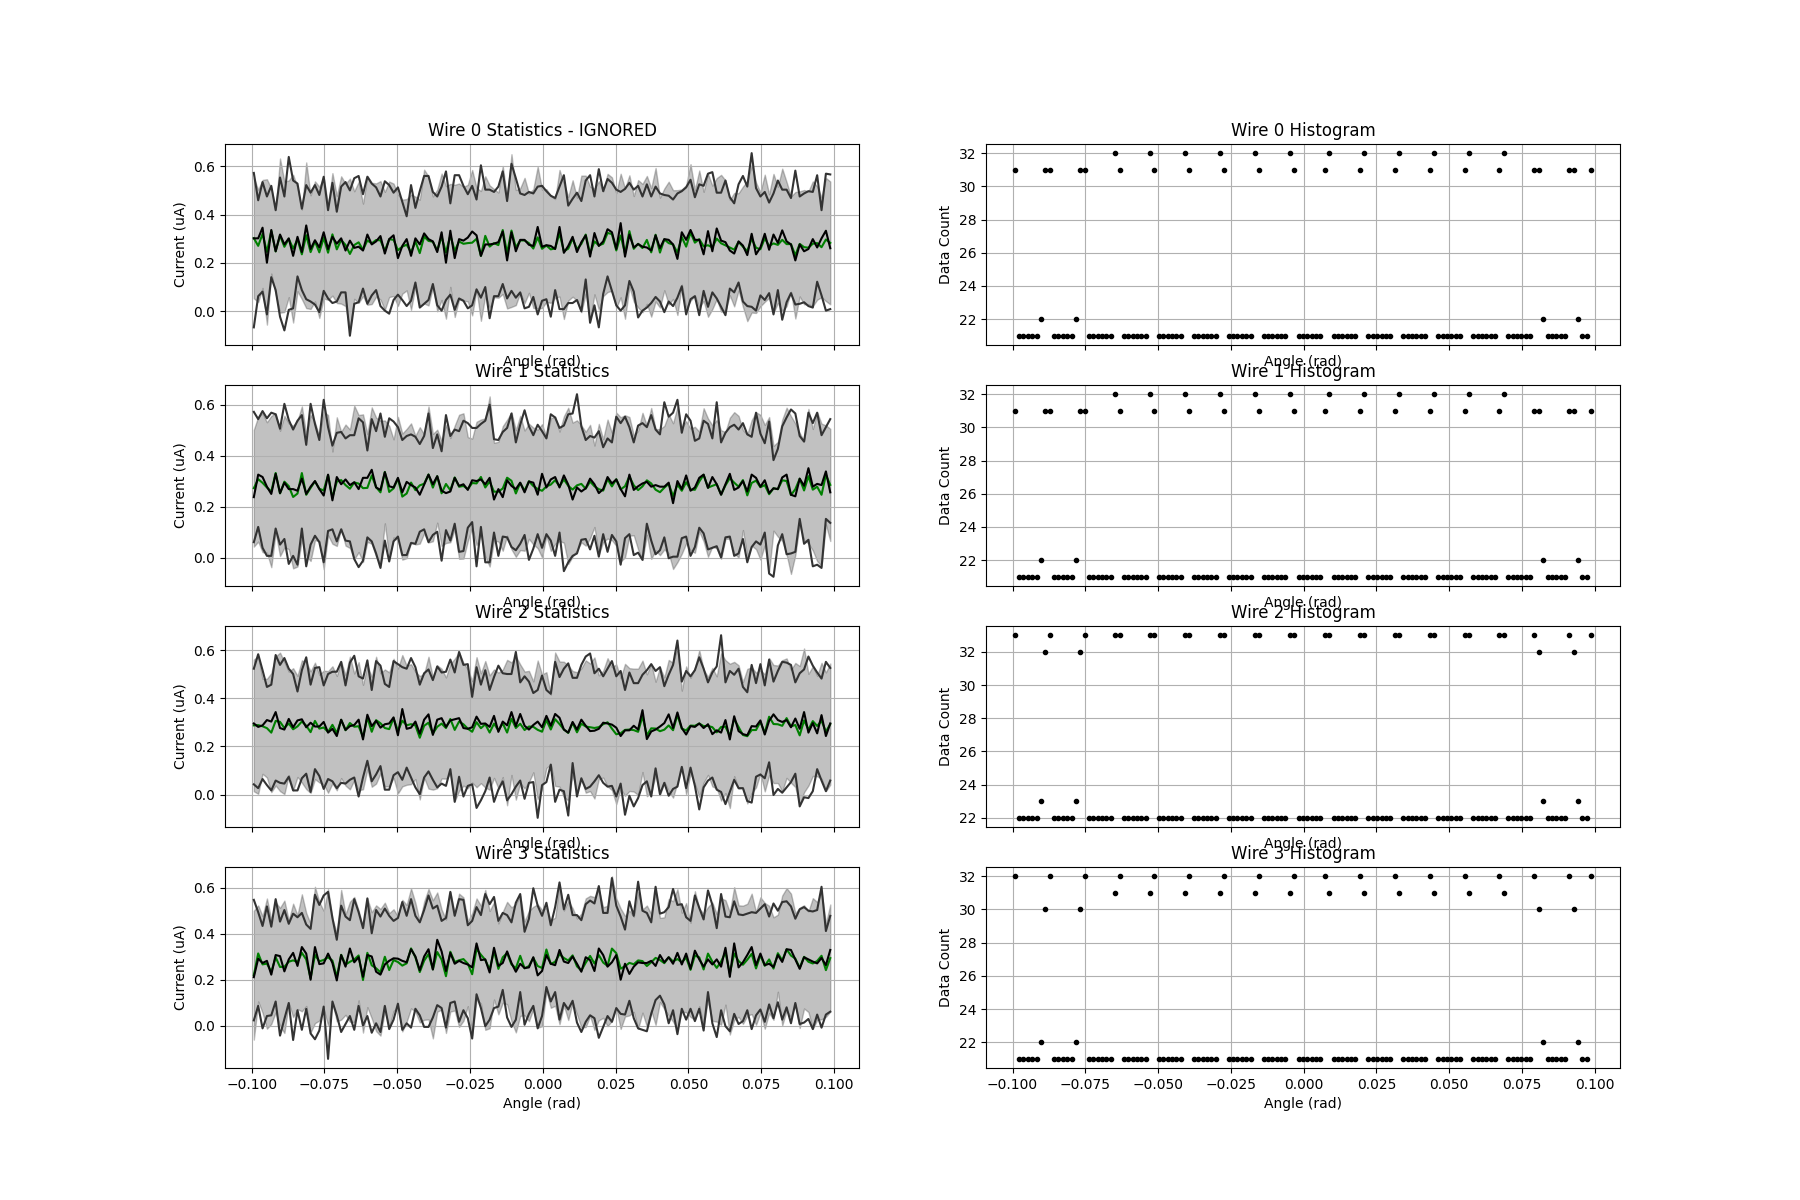 Wire 0 Statistics - IGNORED
Current (uA)
0.6
0.4
0.2
0.0
Angle (rad)
Wire 0 Histogram
Data Count
32
30
28
26
24
22
Angle (rad)
Wire 1 Statistics
Current (uA)
0.6
0.4
0.2
0.0
Angle (rad)
Wire 1 Histogram
Data Count
32
30
28
26
24
22
Angle (rad)
Wire 2 Statistics
Current (uA)
0.6
0.4
0.2
0.0
Angle (rad)
Wire 2 Histogram
Data Count
32
30
28
26
24
22
Angle (rad)
Wire 3 Statistics
Current (uA)
0.6
0.4
0.2
0.0
−0.100 −0.075 −0.050 −0.025 0.000 0.025 0.050 0.075 0.100
Angle (rad)
Wire 3 Histogram
Data Count
32
30
28
26
24
22
−0.100 −0.075 −0.050 −0.025 0.000 0.025 0.050 0.075 0.100
Angle (rad)